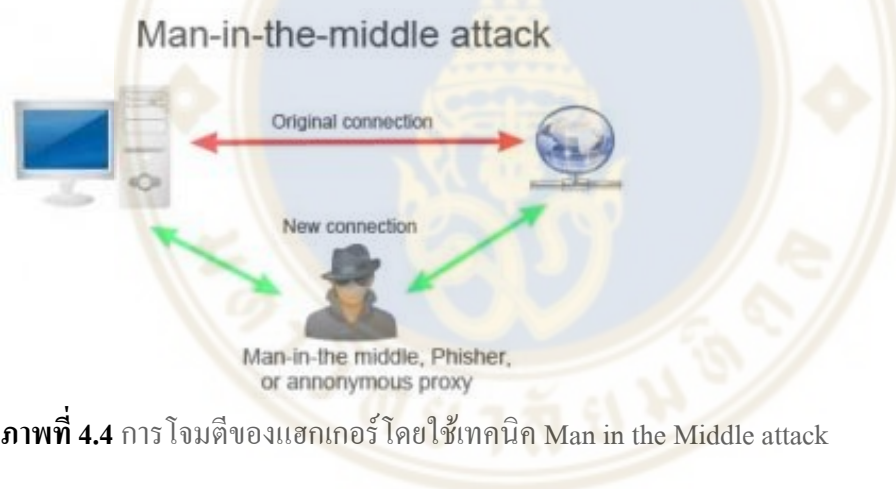 Man-in-the-middle attack
Original connection
New connection
Man-in-the middle, Phisher,
or annonymous proxy
ภาพที่ 4.4 การโจมตีของแฮกเกอร์โดยใช้เทคนิค Man in the Middle attack